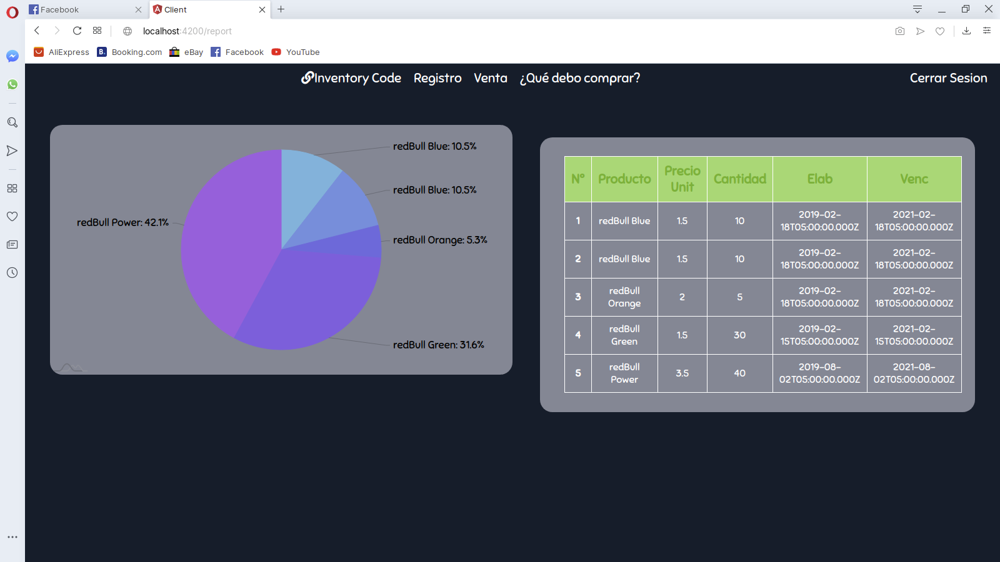 Facebook
Client
localhost:4200/report
AliExpress
B.
Booking.com
eBay
Facebook
YouTube
Inventory Code
Registro
Venta
¿Qué debo comprar?
Cerrar Sesion
redBull Blue: 10.5%
redBull Blue: 10.5%
redBull Power: 42.1%
redBull Orange: 5.3%
redBull Green: 31.6%
N° Producto Precio Unit Cantidad Elab Venc
1 redBull Blue 1.5 10 2019-02-18T05:00:00.000Z 2021-02-18T05:00:00.000Z
2 redBull Blue 1.5 10 2019-02-18T05:00:00.000Z 2021-02-18T05:00:00.000Z
3 redBull Orange 2 5 2019-02-18T05:00:00.000Z 2021-02-18T05:00:00.000Z
4 redBull Green 1.5 30 2019-02-15T05:00:00.000Z 2021-02-15T05:00:00.000Z
5 redBull Power 3.5 40 2019-08-02T05:00:00.000Z 2021-08-02T05:00:00.000Z